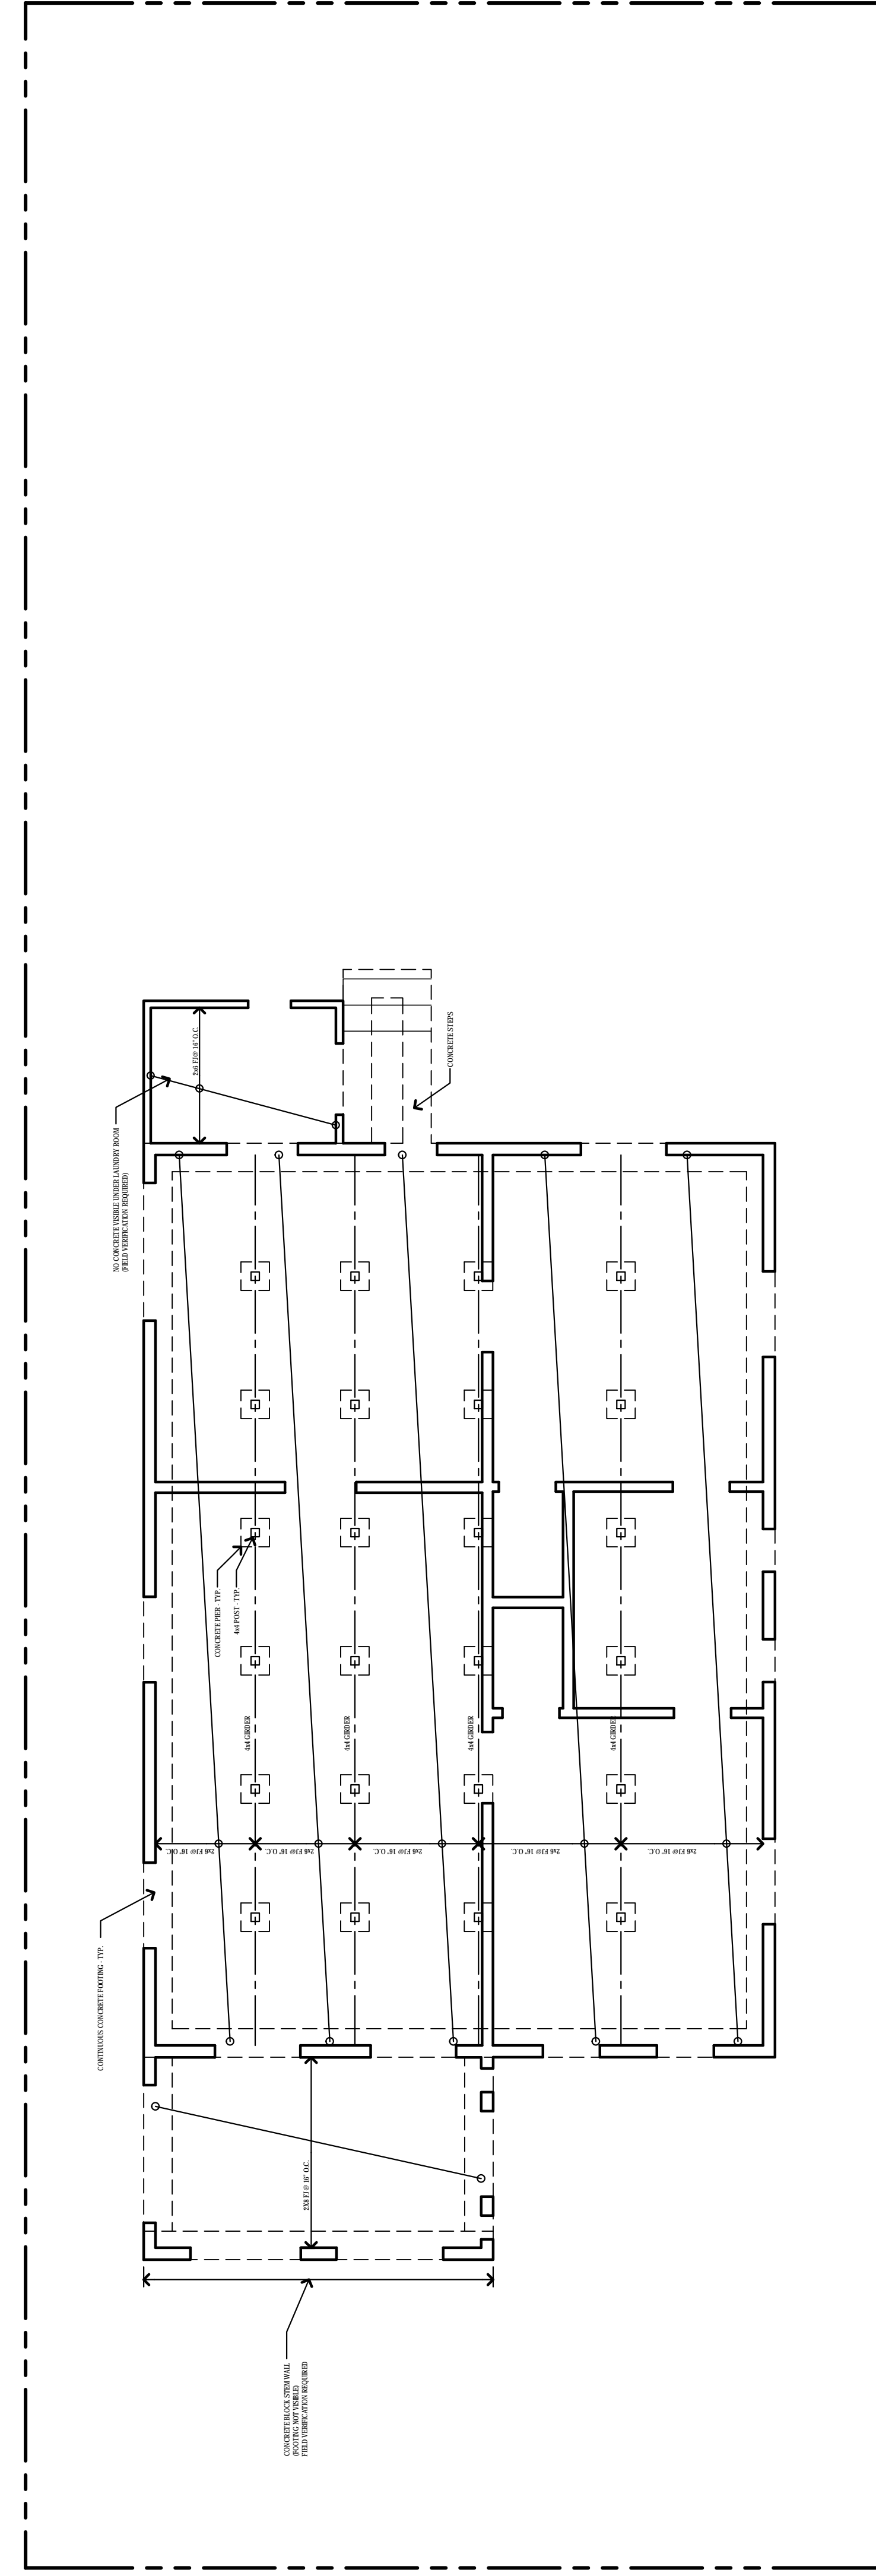 2x6 FJ@ 16" O.C.
CONCRETE STEPS
NO CONCRETE VISIBLE UNDER LAUNDRY ROOM
(FIELD VERIFICATION REQUIRED)
CONCRETE PIER - TYP.
4x4 POST - TYP.
4x4 GIRDER
4x4 GIRDER
4x4 GIRDER
4x4 GIRDER
2x6 FJ@ 16" O.C.
2x6 FJ@ 16" O.C.
2x6 FJ@ 16" O.C.
2x6 FJ@ 16" O.C.
2x6 FJ@ 16" O.C.
CONTINUOUS CONCRETE FOOTING - TYP.
2X8 FJ@ 16" O.C.
CONCRETE BLOCK STEM WALL
(FOOTING NOT VISIBLE)
FIELD VERIFICATION REQUIRED